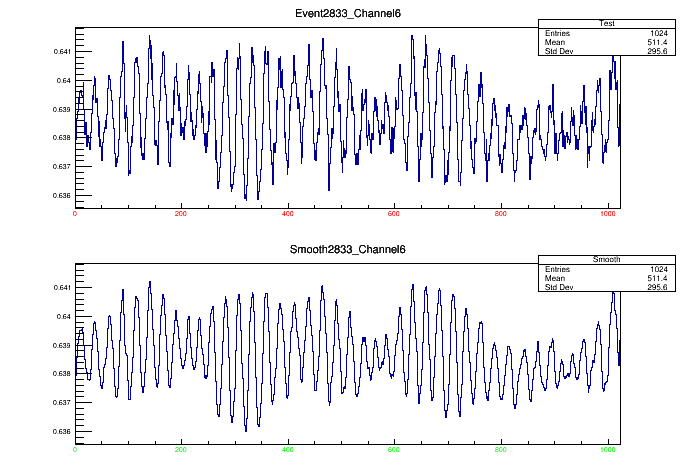 Event2833_Channel6
Test
Entries 1024
Mean 511.4
Std Dev 295.6
0.641
0.64
0.639
0.638
0.637
0.636
0 200 400 600 800 1000
Smooth2833_Channel6
Smooth
Entries 1024
Mean 511.4
Std Dev 295.6
0.641
0.64
0.639
0.638
0.637
0.636
0 200 400 600 800 1000